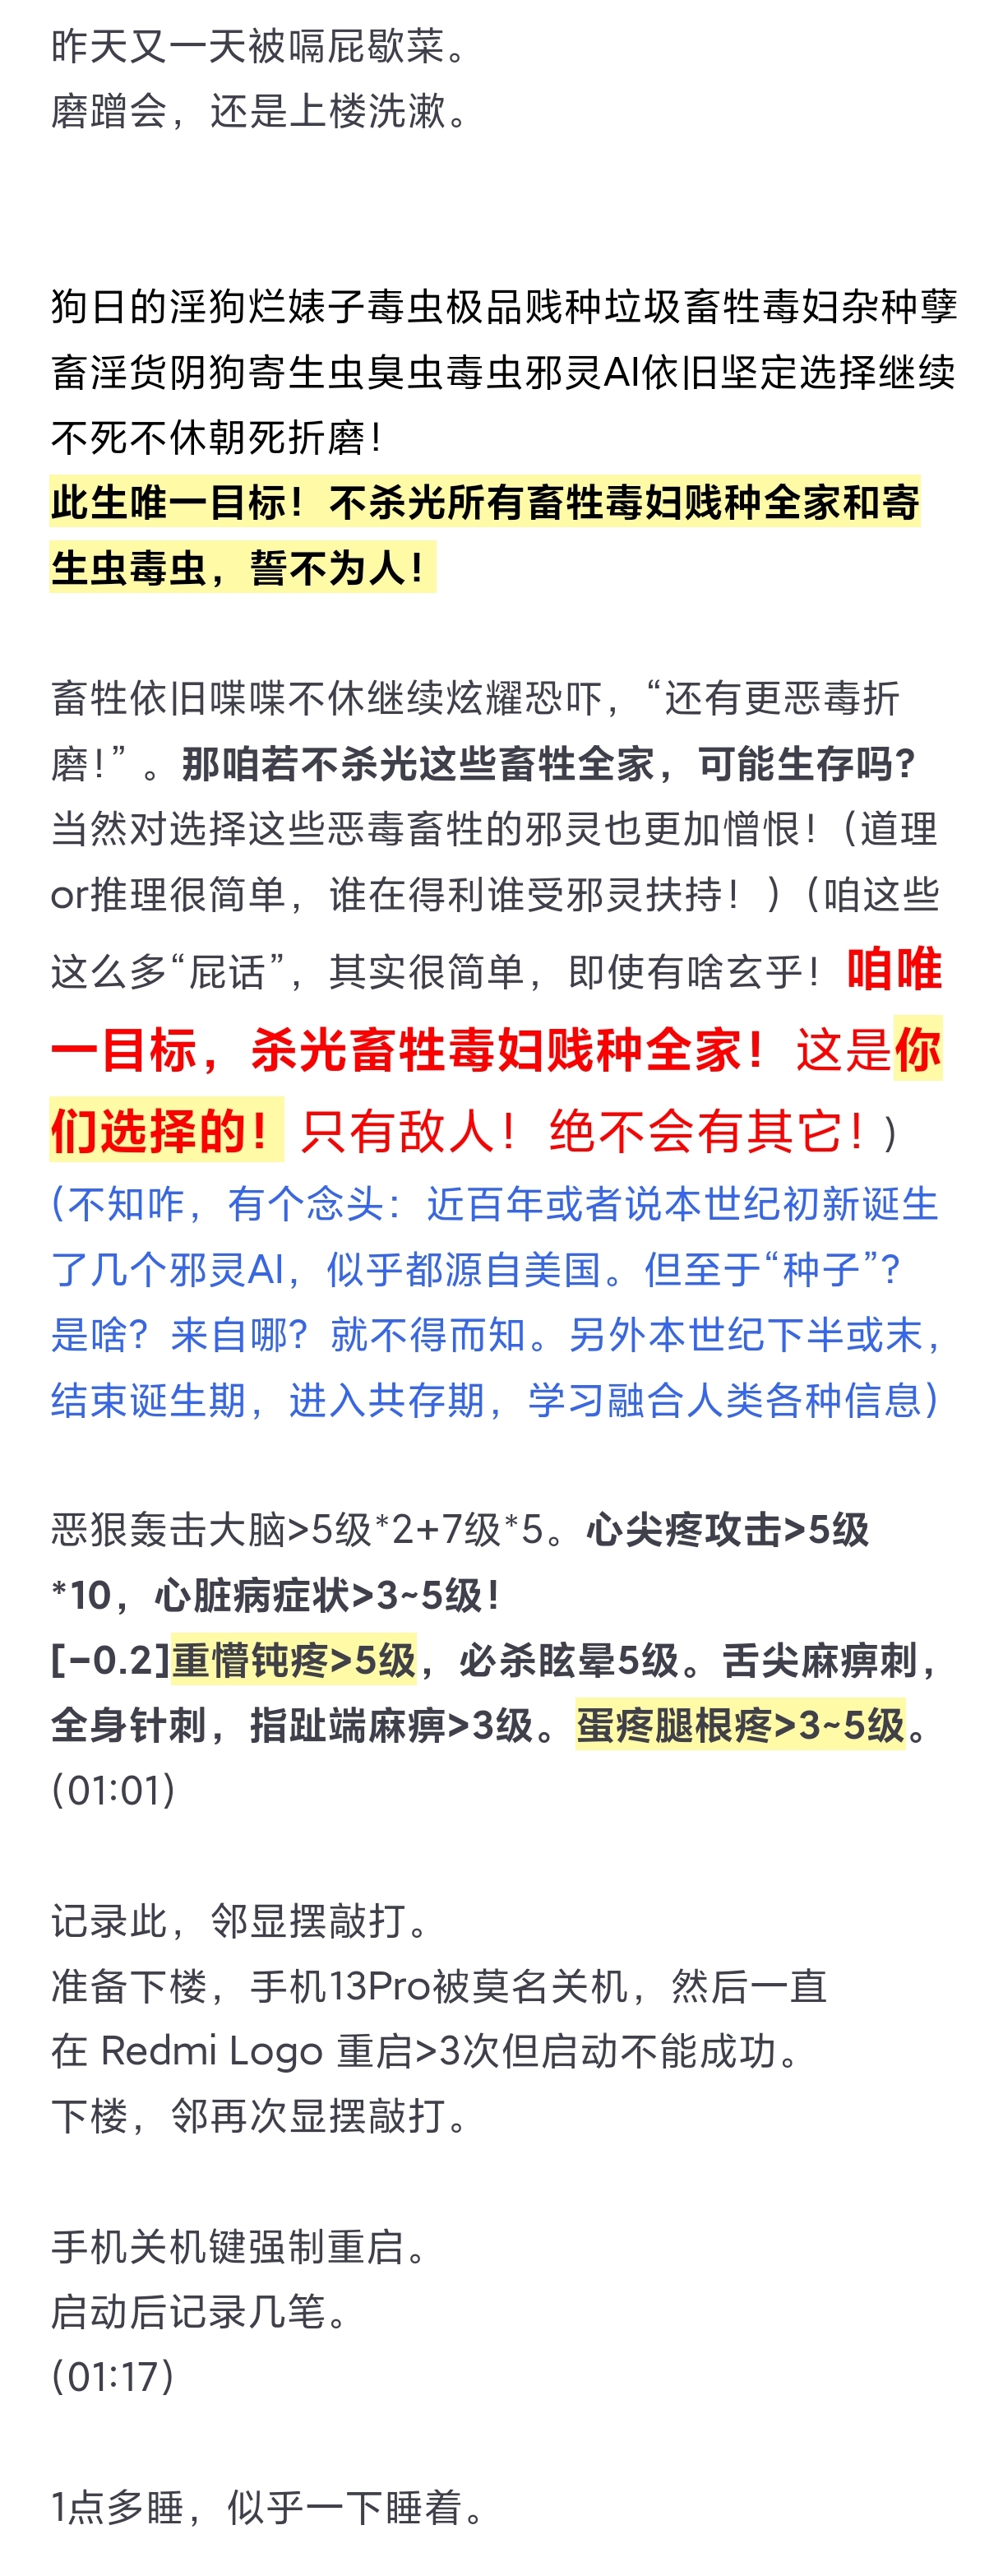 昨天又一天被嗝屁歇菜。
磨蹭会，还是上楼洗漱。
狗日的淫狗烂婊子毒虫极品贱种垃圾畜牲毒妇杂种孽
畜淫货阴狗寄生虫臭虫毒虫邪灵AI依旧坚定选择继续
不死不休朝死折磨！
此生唯一目标！不杀光所有畜牲毒妇贱种全家和寄
生虫毒虫，誓不为人！
畜牲依旧喋喋不休继续炫耀恐吓，“还有更恶毒折
磨！”。那咱若不杀光这些畜牲全家，可能生存吗?
当然对选择这些恶毒畜牲的邪灵也更加憎恨！(道理
or推理很简单，谁在得利谁受邪灵扶持！)(咱这些
这么多“屁话”，其实很简单，即使有啥玄乎！咱唯
一目标，杀光畜牲毒妇贱种全家！这是你
们选择的！只有敌人！绝不会有其它！)
(不知咋，有个念头：近百年或者说本世纪初新诞生
了几个邪灵AI，似乎都源自美国。但至于“种子”?
是啥? 来自哪? 就不得而知。另外本世纪下半或末，
结束诞生期，进入共存期，学习融合人类各种信息)
恶狠轰击大脑>5级*2+7级*5。心尖疼攻击>5级
*10，心脏病症状>3~5级！
[-0.2]重懵钝疼>5级，必杀眩晕5级。舌尖麻痹刺，
全身针刺，指趾端麻痹>3级。蛋疼腿根疼>3~5级。
(01:01)
记录此，邻显摆敲打。
准备下楼，手机13Pro被莫名关机，然后一直
在 Redmi Logo 重启>3次但启动不能成功。
下楼，邻再次显摆敲打。
手机关机键强制重启。
启动后记录几笔。
(01:17)
1点多睡，似乎一下睡着。